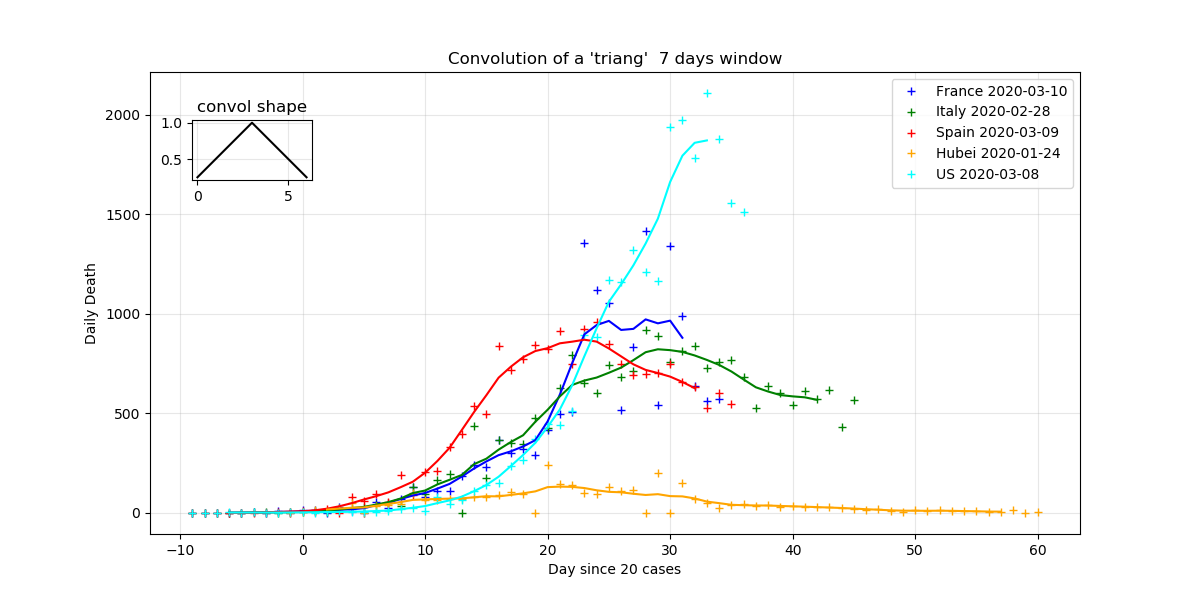 Convolution of a 'triang'  7 days window
convol shape
1.0
0.5
0 5
France 2020-03-10
Italy 2020-02-28
Spain 2020-03-09
Hubei 2020-01-24
US 2020-03-08
Daily Death
2000
1500
1000
500
0
−10 0 10 20 30 40 50 60
Day since 20 cases